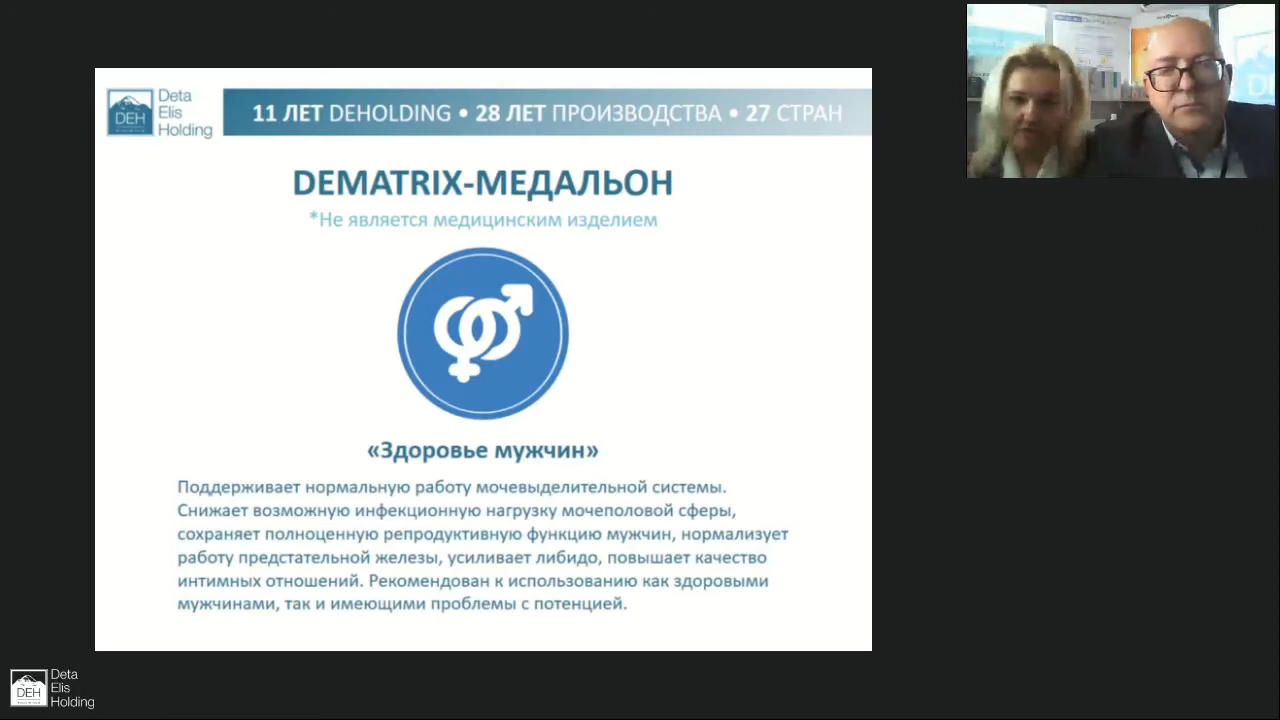 Deta
Elis
Holding
DEH
11 ЛЕТ DEHOLDING • 28 ЛЕТ ПРОИЗВОДСТВА • 27 СТРАН
DEMATRIX-МЕДАЛЬОН
*Не является медицинским изделием
«Здоровье мужчин»
Поддерживает нормальную работу мочевыделительной системы.
Снижает возможную инфекционную нагрузку мочеполовой сферы,
сохраняет полноценную репродуктивную функцию мужчин, нормализует
работу предстательной железы, усиливает либидо, повышает качество
интимных отношений. Рекомендован к использованию как здоровыми
мужчинами, так и имеющими проблемы с потенцией.
Deta
Elis
Holding
DEH